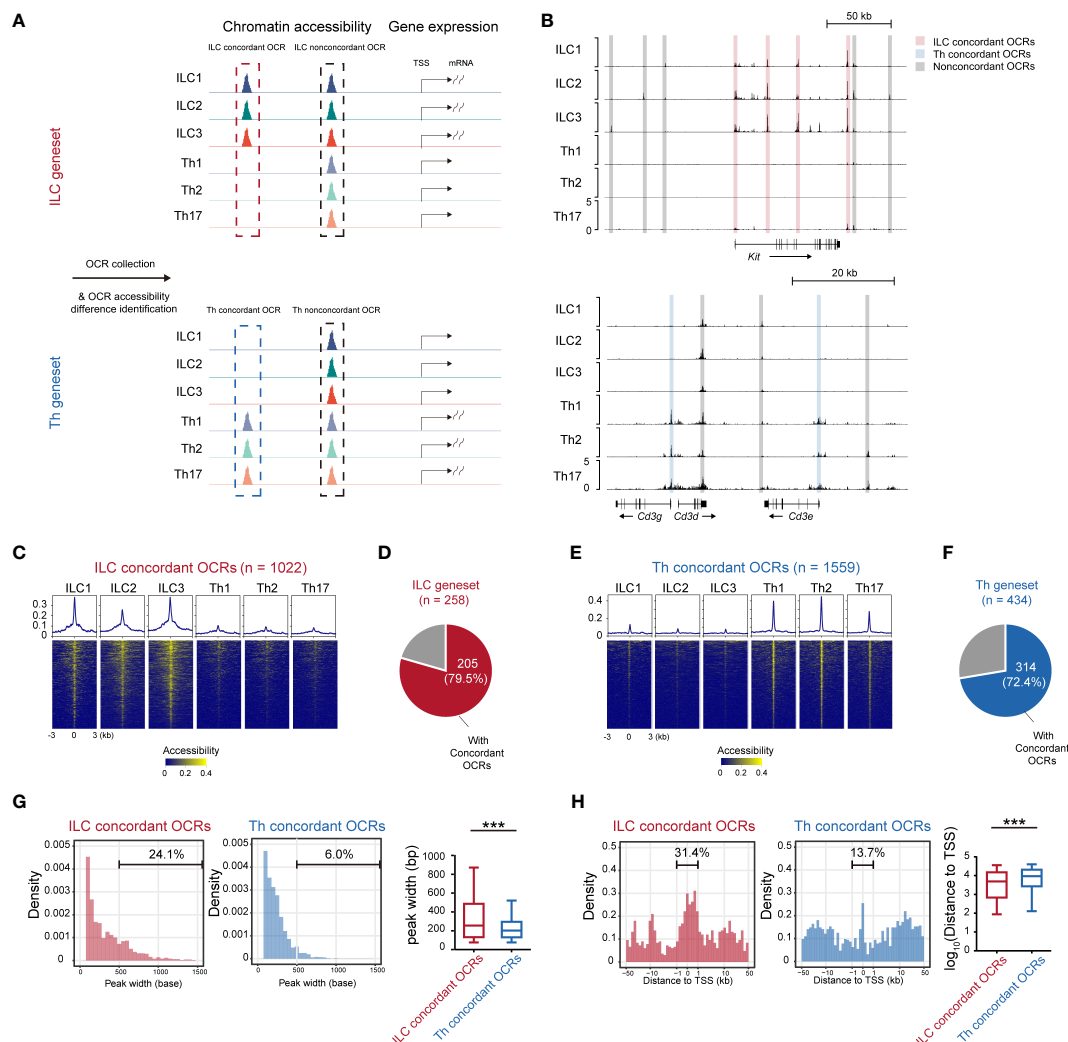 A
Chromatin accessibility
Gene expression
ILC concordant OCR
ILC nonconcordant OCR
TSS
mRNA
ILC geneset
ILC1
ILC2
ILC3
Th1
Th2
Th17
OCR collection
& OCR accessibility
difference identification
Th concordant OCR
Th nonconcordant OCR
Th geneset
ILC1
ILC2
ILC3
Th1
Th2
Th17
B
50 kb
ILC concordant OCRs
Th concordant OCRs
Nonconcordant OCRs
ILC1
ILC2
ILC3
Th1
Th2
Th17
5
0
Kit
20 kb
ILC1
ILC2
ILC3
Th1
Th2
Th17
5
0
Cd3g
Cd3d
Cd3e
C
ILC concordant OCRs (n = 1022)
ILC1 ILC2 ILC3 Th1 Th2 Th17
0.3
0.2
0.1
0
-3 0 3 (kb)
Accessibility
0 0.2 0.4
D
ILC geneset
(n = 258)
205
(79.5%)
With
Concordant
OCRs
E
Th concordant OCRs (n = 1559)
ILC1 ILC2 ILC3 Th1 Th2 Th17
0.4
0.2
0
-3 0 3 (kb)
Accessibility
0 0.2 0.4
F
Th geneset
(n = 434)
314
(72.4%)
With
Concordant
OCRs
G
ILC concordant OCRs
24.1%
Density
0.005
0.004
0.003
0.002
0.001
0
0 500 1000 1500
Peak width (base)
Th concordant OCRs
6.0%
Density
0.005
0.004
0.003
0.002
0.001
0
0 500 1000 1500
Peak width (base)
***
peak width (bp)
1000
800
600
400
200
0
ILC concordant OCRs
Th concordant OCRs
H
ILC concordant OCRs
31.4%
Density
0.5
0.4
0.3
0.2
0.1
0
−50 −10 −1 0 1 10 50
Distance to TSS (kb)
Th concordant OCRs
13.7%
Density
0.5
0.4
0.3
0.2
0.1
0
−50 −10 −1 0 1 10 50
Distance to TSS (kb)
***
log10(Distance to TSS)
5
4
3
2
1
0
ILC concordant OCRs
Th concordant OCRs